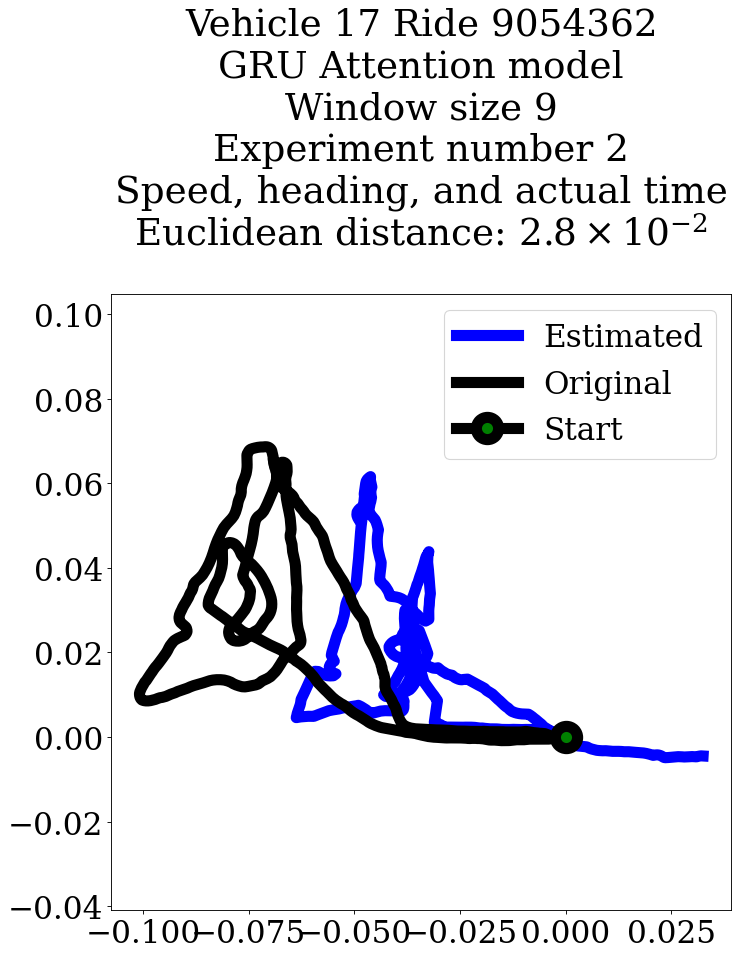 Vehicle 17 Ride 9054362
GRU Attention model
Window size 9
Experiment number 2
Speed, heading, and actual time
Euclidean distance: 2.8 × 10⁻²
Estimated
Original
Start
0.10
0.08
0.06
0.04
0.02
0.00
−0.02
−0.04
−0.100 −0.075 −0.050 −0.025 0.000 0.025